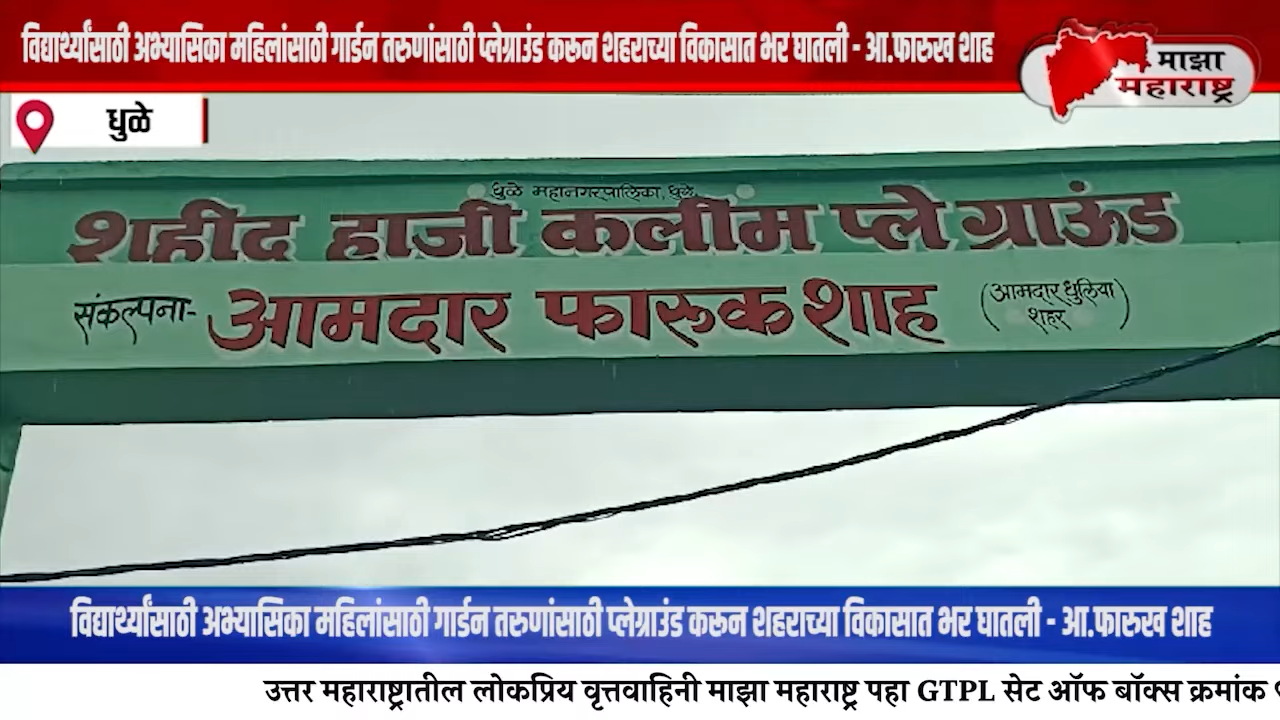 विद्यार्थ्यांसाठी अभ्यासिका महिलांसाठी गार्डन तरुणांसाठी प्लेग्राउंड करून शहराच्या विकासात भर घातली - आ.फारुख शाह
माझा
महाराष्ट्र
धुळे
धुळे महानगरपालिका, धुळे
शहीद हाजी कलीम प्ले ग्राऊंड
संकल्पना- आमदार फारूक शाह (आमदार धुलिया शहर)
विद्यार्थ्यांसाठी अभ्यासिका महिलांसाठी गार्डन तरुणांसाठी प्लेग्राउंड करून शहराच्या विकासात भर घातली - आ.फारुख शाह
उत्तर महाराष्ट्रातील लोकप्रिय वृत्तवाहिनी माझा महाराष्ट्र पहा GTPL सेट ऑफ बॉक्स क्रमांक